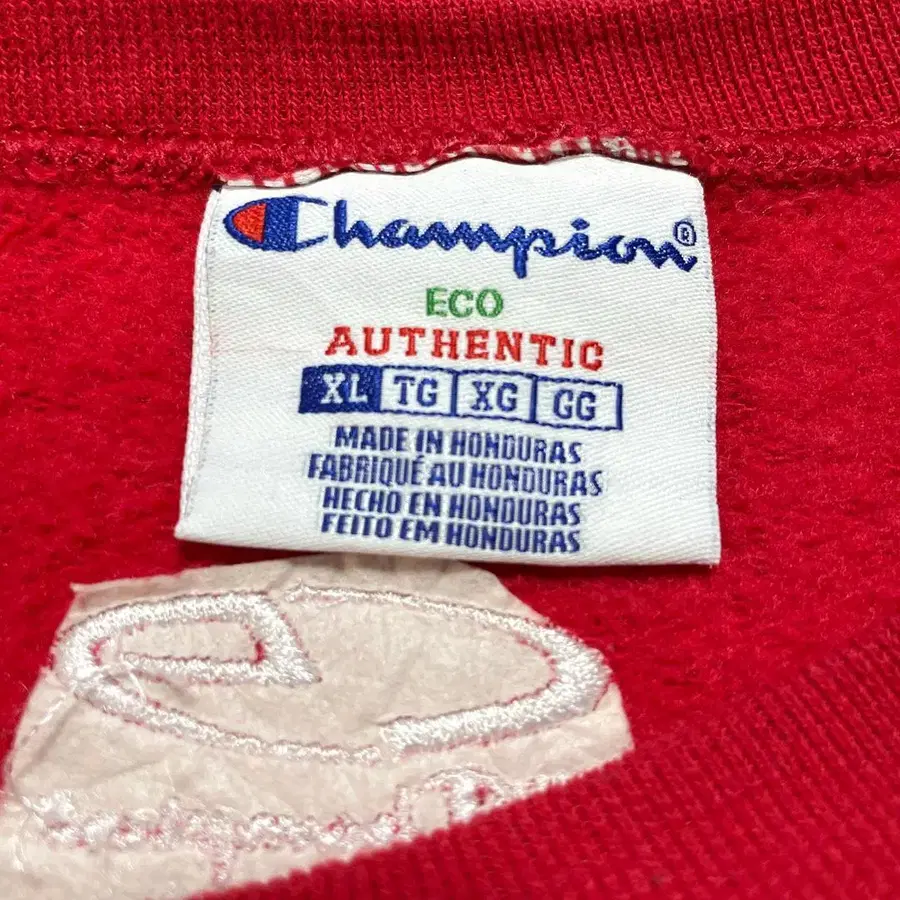 Champion®
ECO
AUTHENTIC
XL TG XG GG
MADE IN HONDURAS
FABRIQUÉ AU HONDURAS
HECHO EN HONDURAS
FEITO EM HONDURAS